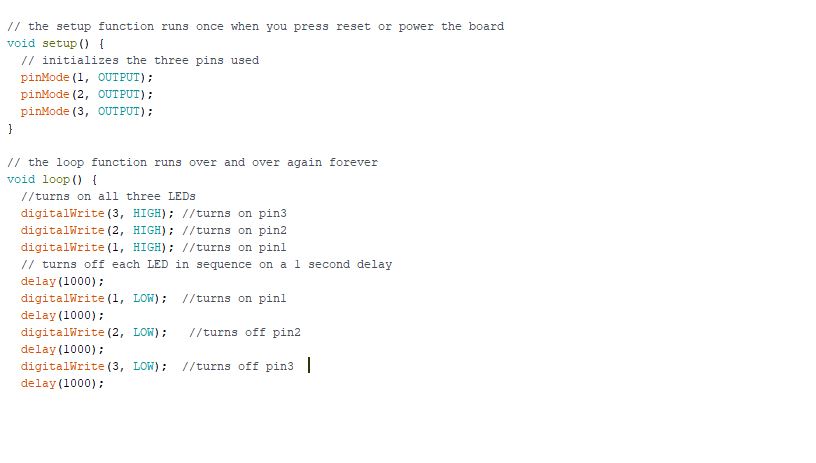 // the setup function runs once when you press reset or power the board
void setup() {
  // initializes the three pins used
  pinMode(1, OUTPUT);
  pinMode(2, OUTPUT);
  pinMode(3, OUTPUT);
}

// the loop function runs over and over again forever
void loop() {
  //turns on all three LEDs
  digitalWrite(3, HIGH); //turns on pin3
  digitalWrite(2, HIGH); //turns on pin2
  digitalWrite(1, HIGH); //turns on pin1
  // turns off each LED in sequence on a 1 second delay
  delay(1000);
  digitalWrite(1, LOW);  //turns on pin1
  delay(1000);
  digitalWrite(2, LOW);   //turns off pin2
  delay(1000);
  digitalWrite(3, LOW);  //turns off pin3
  delay(1000);